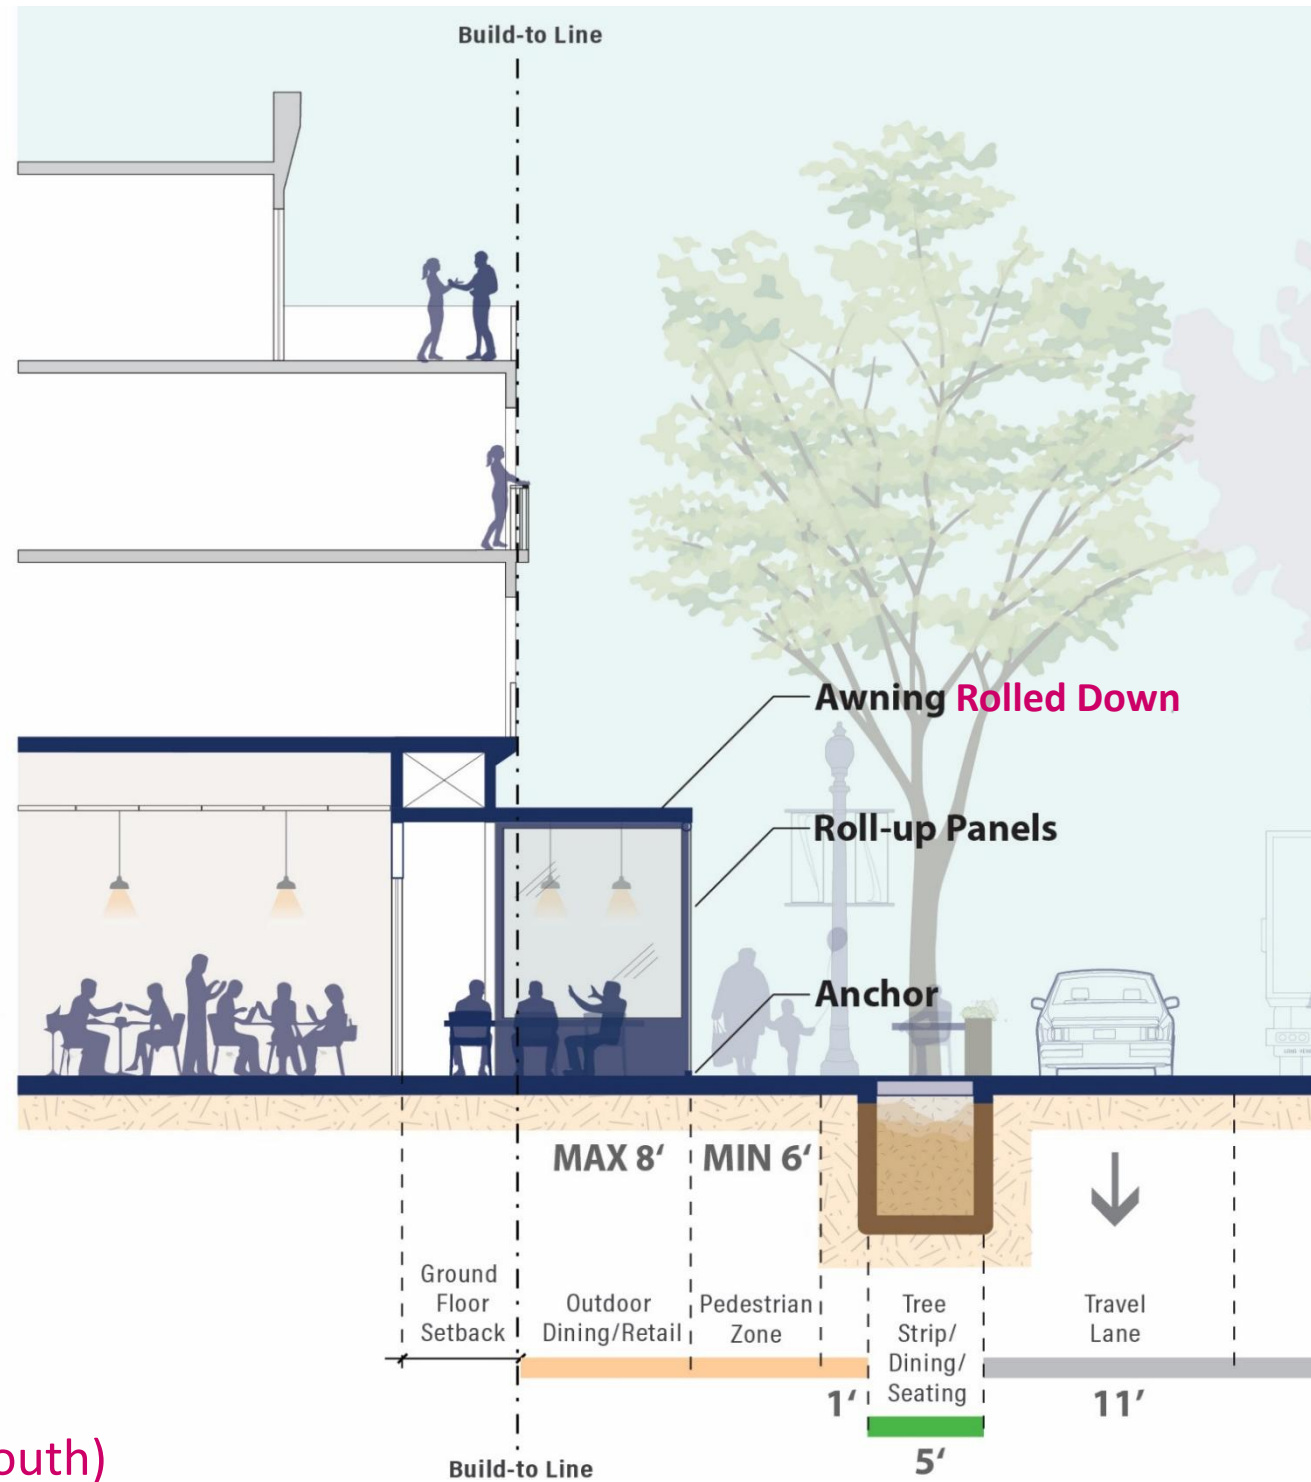 Build-to Line
Awning Rolled Down
Roll-up Panels
Anchor
MAX 8‘
MIN 6‘
Ground
Floor
Setback
Outdoor
Dining/Retail
Pedestrian
Zone
Tree
Strip/
Dining/
Seating
Travel
Lane
1‘
11’
5‘
outh)
Build-to Line